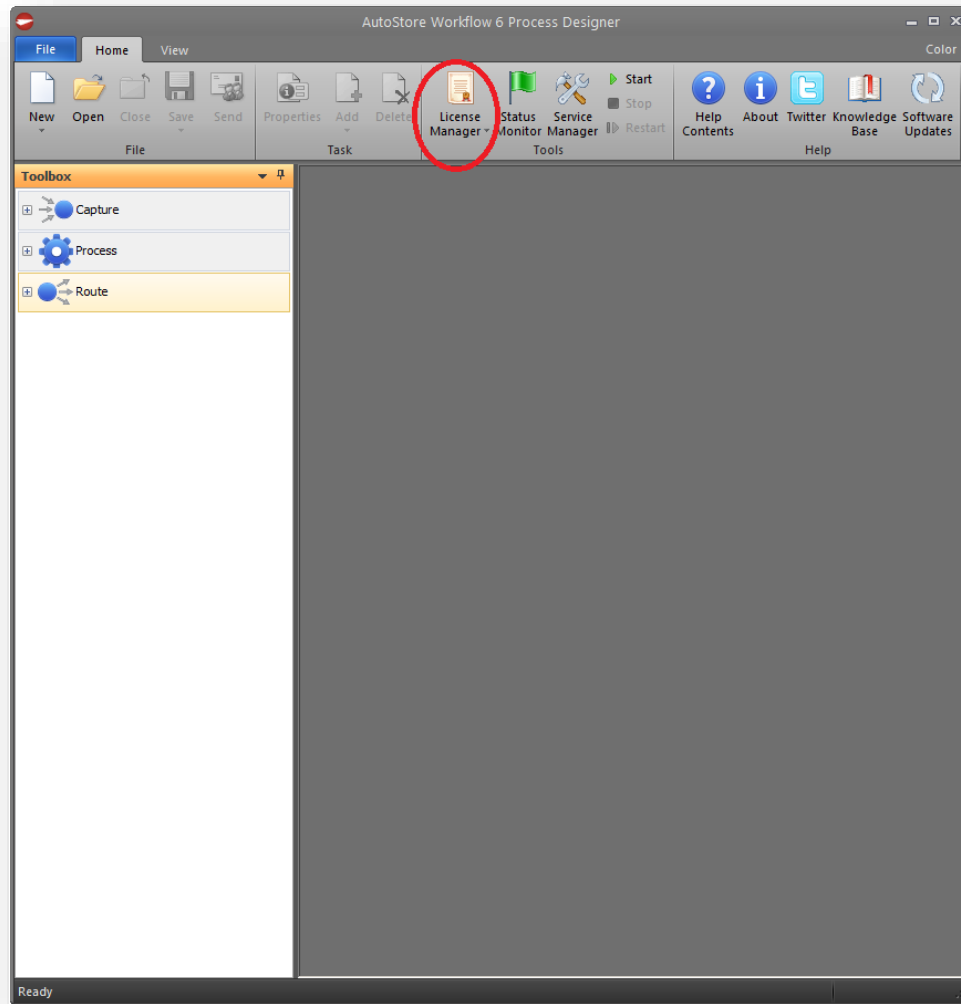 AutoStore Workflow 6 Process Designer
File Home View Color
New Open Close Save Send Properties Add Delete License Manager Status Monitor Service Manager Start Stop Restart Help Contents About Twitter Knowledge Base Software Updates
File Task Tools Help
Toolbox
Capture
Process
Route
Ready